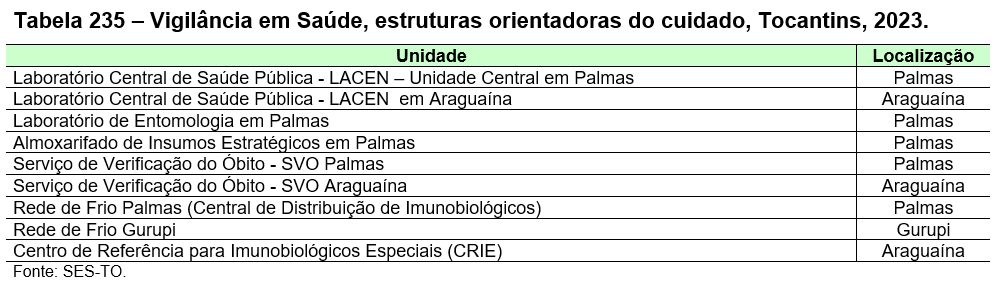 Tabela 235 – Vigilância em Saúde, estruturas orientadoras do cuidado, Tocantins, 2023.
Unidade Localização
Laboratório Central de Saúde Pública - LACEN – Unidade Central em Palmas Palmas
Laboratório Central de Saúde Pública - LACEN  em Araguaína Araguaína
Laboratório de Entomologia em Palmas Palmas
Almoxarifado de Insumos Estratégicos em Palmas Palmas
Serviço de Verificação do Óbito - SVO Palmas Palmas
Serviço de Verificação do Óbito - SVO Araguaína Araguaína
Rede de Frio Palmas (Central de Distribuição de Imunobiológicos) Palmas
Rede de Frio Gurupi Gurupi
Centro de Referência para Imunobiológicos Especiais (CRIE) Araguaína
Fonte: SES-TO.